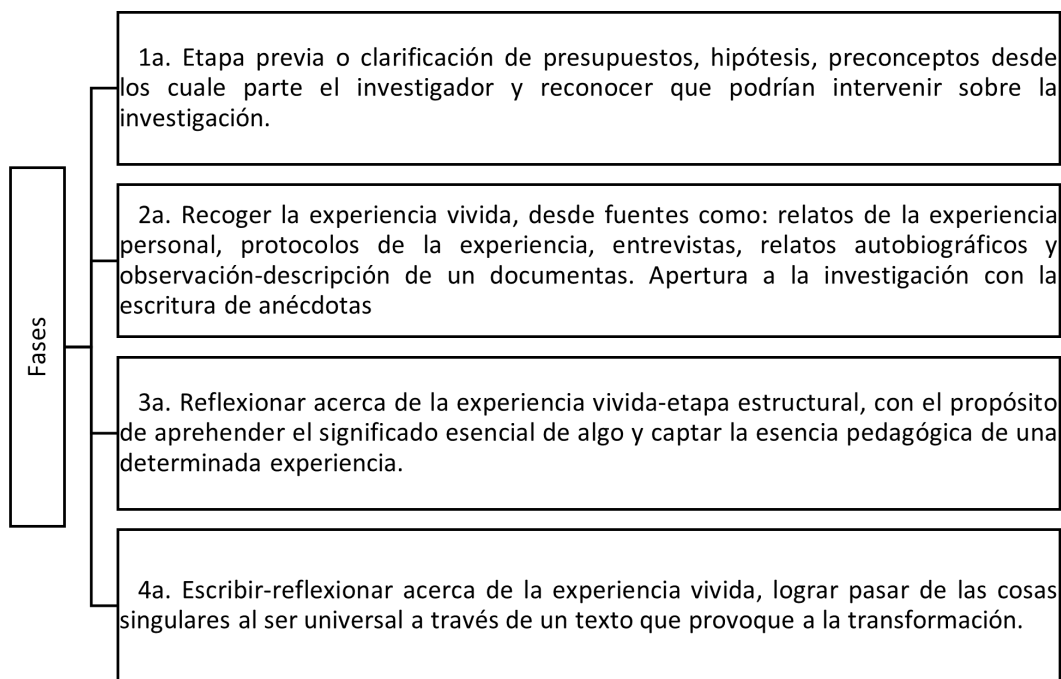 Fases
1a. Etapa previa o clarificación de presupuestos, hipótesis, preconceptos desde
los cuale parte el investigador y reconocer que podrían intervenir sobre la
investigación.
2a. Recoger la experiencia vivida, desde fuentes como: relatos de la experiencia
personal, protocolos de la experiencia, entrevistas, relatos autobiográficos y
observación-descripción de un documentas. Apertura a la investigación con la
escritura de anécdotas
3a. Reflexionar acerca de la experiencia vivida-etapa estructural, con el propósito
de aprehender el significado esencial de algo y captar la esencia pedagógica de una
determinada experiencia.
4a. Escribir-reflexionar acerca de la experiencia vivida, lograr pasar de las cosas
singulares al ser universal a través de un texto que provoque a la transformación.